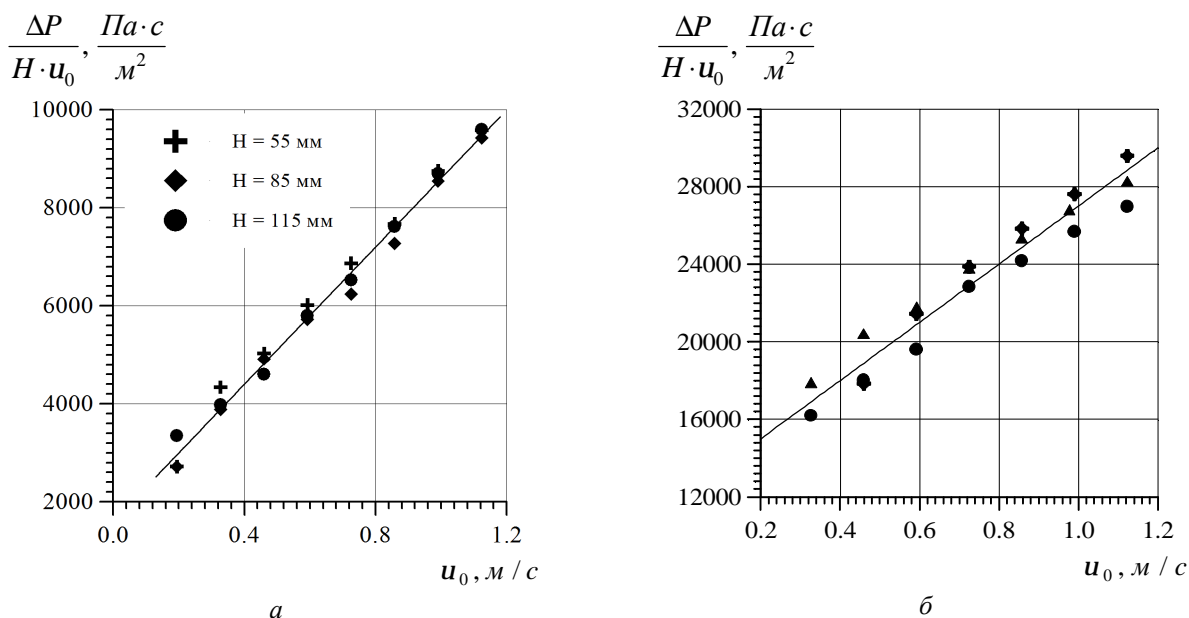 ΔP / H·u₀ , Па·с / м²
10000
8000
6000
4000
2000
H = 55 мм
H = 85 мм
H = 115 мм
0.0 0.4 0.8 1.2
u₀ , м / с
а
ΔP / H·u₀ , Па·с / м²
32000
28000
24000
20000
16000
12000
0.2 0.4 0.6 0.8 1.0 1.2
u₀ , м / с
б